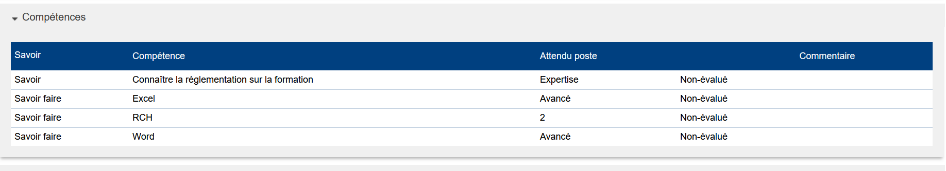 Compétences
Savoir Compétence Attendu poste Commentaire
Savoir Connaître la réglementation sur la formation Expertise Non-évalué
Savoir faire Excel Avancé Non-évalué
Savoir faire RCH 2 Non-évalué
Savoir faire Word Avancé Non-évalué